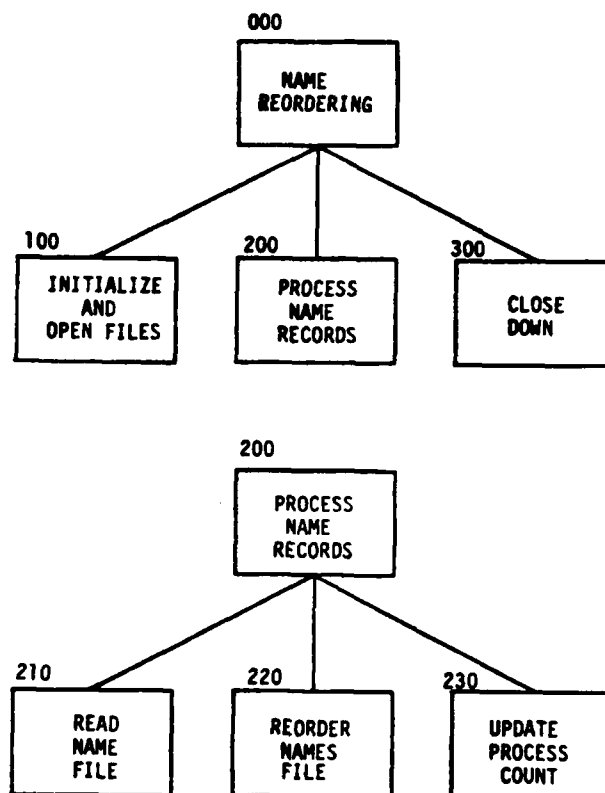 000
NAME
REORDERING
100
INITIALIZE
AND
OPEN FILES
200
PROCESS
NAME
RECORDS
300
CLOSE
DOWN
200
PROCESS
NAME
RECORDS
210
READ
NAME
FILE
220
REORDER
NAMES
FILE
230
UPDATE
PROCESS
COUNT